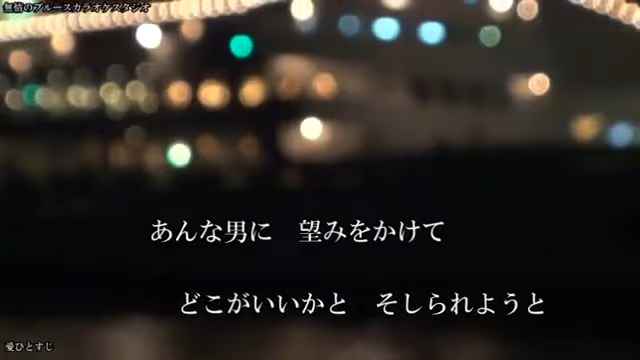 無情のブルースカラオケスタジオ
あんな男に　望みをかけて
どこがいいかと　そしられようと
愛ひとすじ